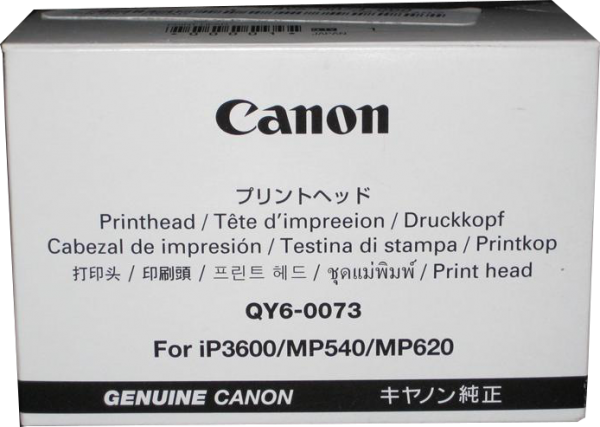 JAPAN 1
Canon
プリントヘッド
Printhead / Tête d'impreeion / Druckkopf
Cabezal de impresión / Testina di stampa / Printkop
打印头 / 印刷頭 / 프린트 헤드 / ชุดแม่พิมพ์ / Print head
QY6-0073
For iP3600/MP540/MP620
GENUINE CANON キヤノン純正